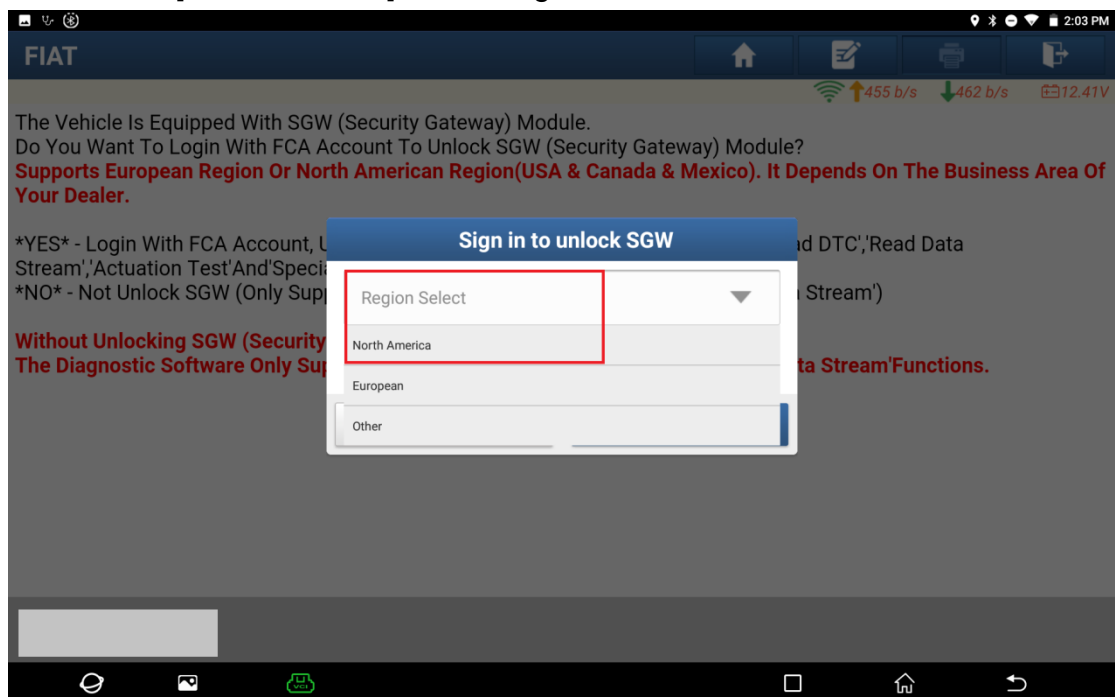 2:03 PM
FIAT
455 b/s 462 b/s 12.41V
The Vehicle Is Equipped With SGW (Security Gateway) Module.
Do You Want To Login With FCA Account To Unlock SGW (Security Gateway) Module?
Supports European Region Or North American Region(USA & Canada & Mexico). It Depends On The Business Area Of
Your Dealer.
*YES* - Login With FCA Account, DTC','Read Data
Stream','Actuation Test'And'
*NO* - Not Unlock SGW (Only Stream')
Without Unlocking SGW (Security
The Diagnostic Software Only Stream'Functions.
Sign in to unlock SGW
Region Select
North America
European
Other
VCI